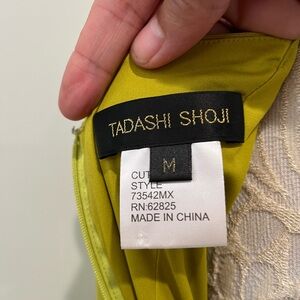 TADASHI SHOJI
M
CUT
STYLE
73542MX
RN:62825
MADE IN CHINA